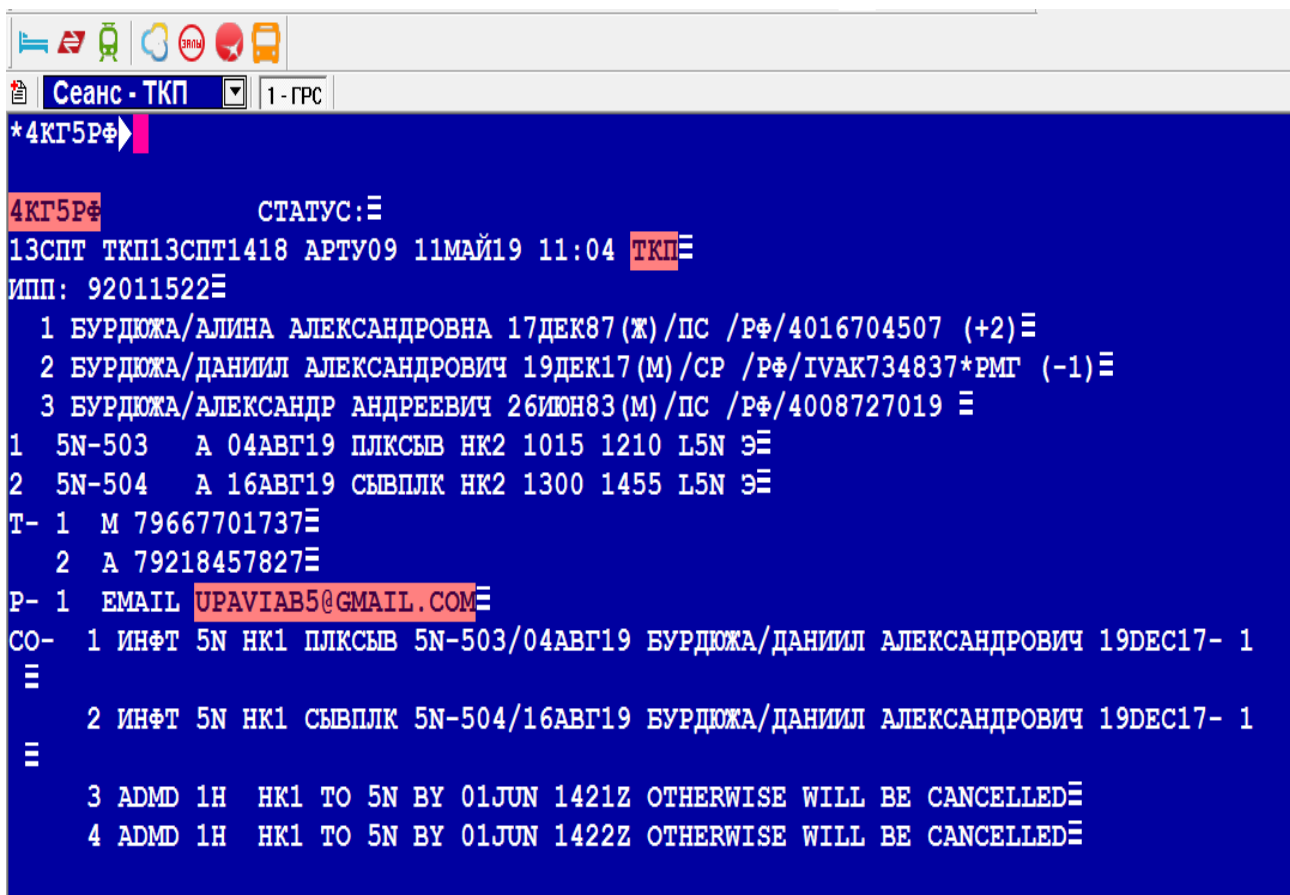 ЗАЛЫ
Сеанс - ТКП 1 - ГРС
*4КГ5РФ
4КГ5РФ СТАТУС:
13СПТ ТКП13СПТ1418 АРТУ09 11МАЙ19 11:04 ТКП
ИПП: 92011522
1 БУРДЮЖА/АЛИНА АЛЕКСАНДРОВНА 17ДЕК87(Ж)/ПС /РФ/4016704507 (+2)
2 БУРДЮЖА/ДАНИИЛ АЛЕКСАНДРОВИЧ 19ДЕК17(М)/СР /РФ/IVAK734837*РМГ (-1)
3 БУРДЮЖА/АЛЕКСАНДР АНДРЕЕВИЧ 26ИЮН83(М)/ПС /РФ/4008727019
1 5N-503 А 04АВГ19 ПЛКСЫВ НК2 1015 1210 L5N Э
2 5N-504 А 16АВГ19 СЫВПЛК НК2 1300 1455 L5N Э
Т- 1 М 79667701737
2 А 79218457827
Р- 1 EMAIL UPAVIAB5@GMAIL.COM
СО- 1 ИНФТ 5N НК1 ПЛКСЫВ 5N-503/04АВГ19 БУРДЮЖА/ДАНИИЛ АЛЕКСАНДРОВИЧ 19DEC17- 1
2 ИНФТ 5N НК1 СЫВПЛК 5N-504/16АВГ19 БУРДЮЖА/ДАНИИЛ АЛЕКСАНДРОВИЧ 19DEC17- 1
3 ADMD 1H HK1 TO 5N BY 01JUN 1421Z OTHERWISE WILL BE CANCELLED
4 ADMD 1H HK1 TO 5N BY 01JUN 1422Z OTHERWISE WILL BE CANCELLED